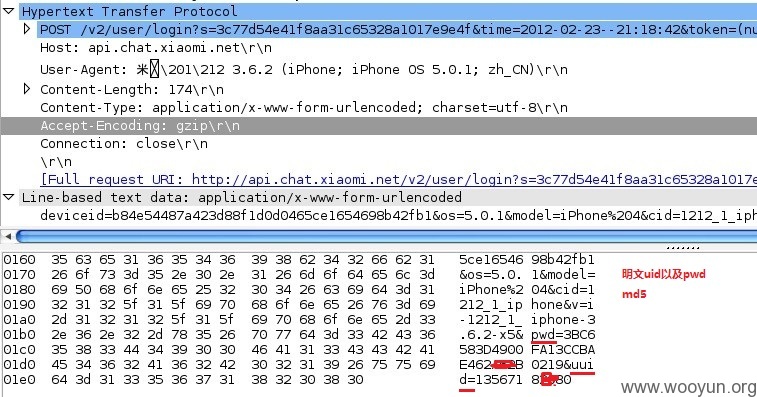 Hypertext Transfer Protocol
POST /v2/user/login?s=3c77d54e41f8aa31c65328a1017e9e4f&time=2012-02-23--21:18:42&token=(nu
Host: api.chat.xiaomi.net\r\n
User-Agent: 米\201\212 3.6.2 (iPhone; iPhone OS 5.0.1; zh_CN)\r\n
Content-Length: 174\r\n
Content-Type: application/x-www-form-urlencoded; charset=utf-8\r\n
Accept-Encoding: gzip\r\n
Connection: close\r\n
\r\n
[Full request URI: http://api.chat.xiaomi.net/v2/user/login?s=3c77d54e41f8aa31c65328a1017e
Line-based text data: application/x-www-form-urlencoded
deviceid=b84e54487a423d88f1d0d0465ce1654698b42fb1&os=5.0.1&model=iPhone%204&cid=1212_1_iph
0160 35 63 65 31 36 35 34 36 39 38 62 34 32 66 62 31 5ce16546 98b42fb1
0170 26 6f 73 3d 35 2e 30 2e 31 26 6d 6f 64 65 6c 3d &os=5.0. 1&model=
0180 69 50 68 6f 6e 65 25 32 30 34 26 63 69 64 3d 31 iPhone%2 04&cid=1
0190 32 31 32 5f 31 5f 69 70 68 6f 6e 65 26 76 3d 69 212_1_ip hone&v=i
01a0 2d 31 32 31 32 5f 31 5f 69 70 68 6f 6e 65 2d 33 -1212_1_ iphone-3
01b0 2e 36 2e 32 2d 78 35 26 70 77 64 3d 33 42 43 36 .6.2-x5& pwd=3BC6
01c0 35 38 33 44 34 39 30 30 46 41 31 33 43 43 42 41 583D4900 FA13CCBA
01d0 45 34 36 32 41 36 32 42 30 32 31 39 26 75 75 69 E462 B 0219&uui
01e0 64 3d 31 33 35 36 37 31 38 32 30 38 30 d=135671 8 80
明文uid以及pwd
md5
www.wooyun.org